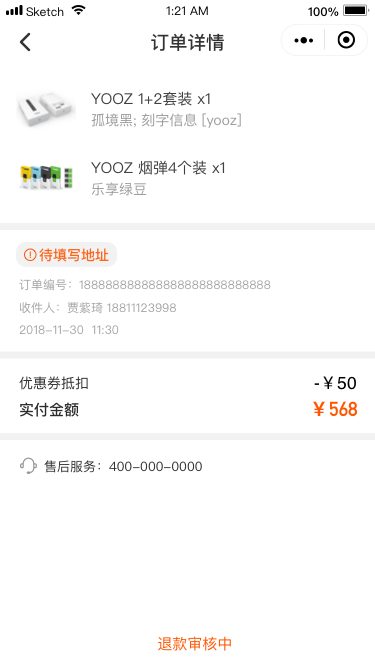 Sketch 1:21 AM 100%
订单详情
YOOZ 1+2套装 x1
孤境黑; 刻字信息 [yooz]
YOOZ 烟弹4个装 x1
乐享绿豆
待填写地址
订单编号：188888888888888888888888888
收件人：贾紫琦 18811123998
2018-11-30 11:30
优惠券抵扣 -￥50
实付金额 ￥568
售后服务：400-000-0000
退款审核中